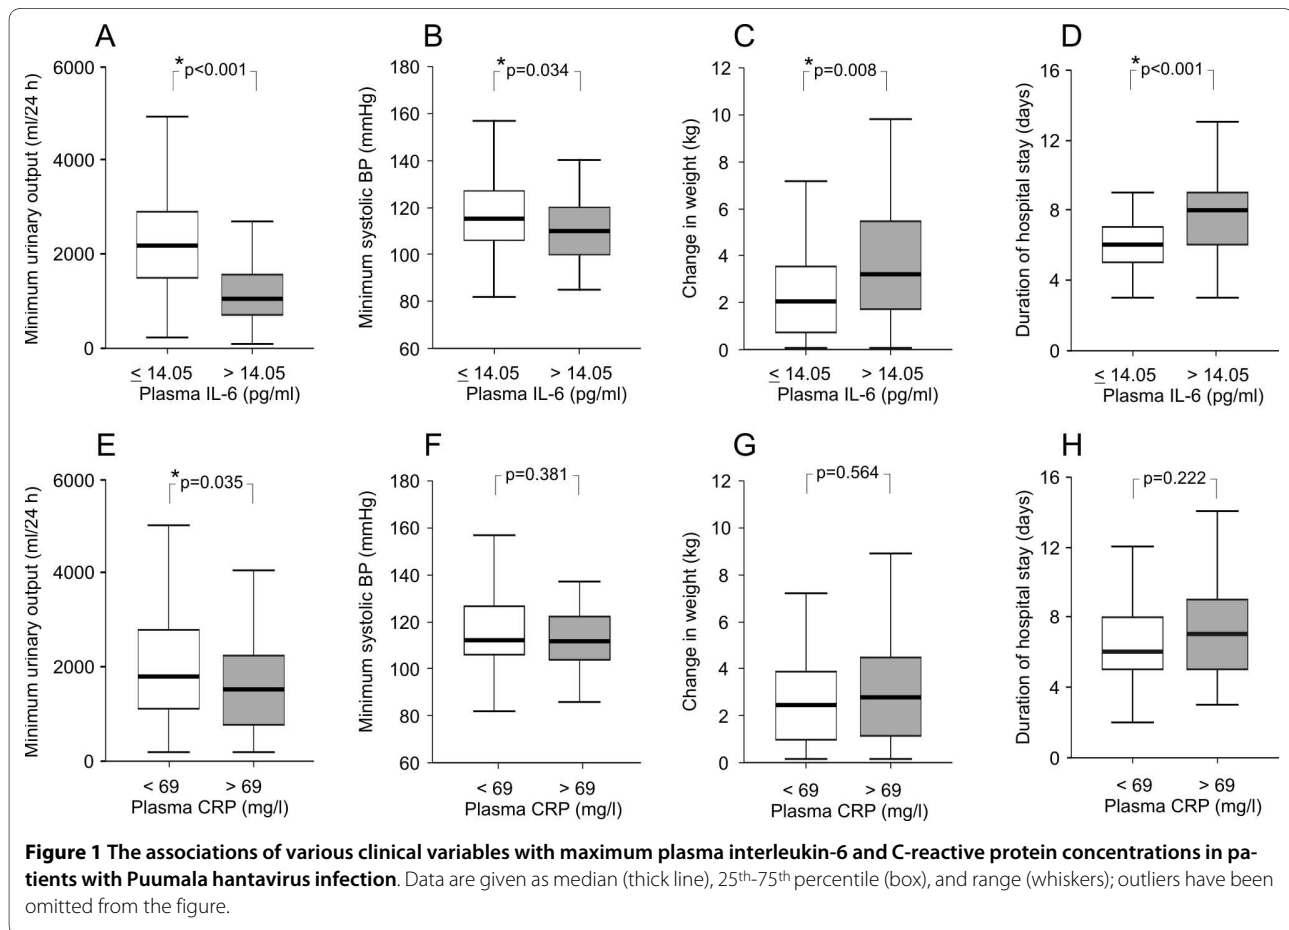 A
Minimum urinary output (ml/24 h)
6000
4000
2000
0
*p<0.001
≤ 14.05
> 14.05
Plasma IL-6 (pg/ml)
B
Minimum systolic BP (mmHg)
180
160
140
120
100
80
60
*p=0.034
≤ 14.05
> 14.05
Plasma IL-6 (pg/ml)
C
Change in weight (kg)
12
10
8
6
4
2
0
*p=0.008
≤ 14.05
> 14.05
Plasma IL-6 (pg/ml)
D
Duration of hospital stay (days)
16
12
8
4
0
*p<0.001
≤ 14.05
> 14.05
Plasma IL-6 (pg/ml)
E
Minimum urinary output (ml/24 h)
6000
4000
2000
0
*p=0.035
< 69
> 69
Plasma CRP (mg/l)
F
Minimum systolic BP (mmHg)
180
160
140
120
100
80
60
p=0.381
< 69
> 69
Plasma CRP (mg/l)
G
Change in weight (kg)
12
10
8
6
4
2
0
p=0.564
< 69
> 69
Plasma CRP (mg/l)
H
Duration of hospital stay (days)
16
12
8
4
0
p=0.222
< 69
> 69
Plasma CRP (mg/l)
Figure 1 The associations of various clinical variables with maximum plasma interleukin-6 and C-reactive protein concentrations in pa-
tients with Puumala hantavirus infection. Data are given as median (thick line), 25th-75th percentile (box), and range (whiskers); outliers have been
omitted from the figure.